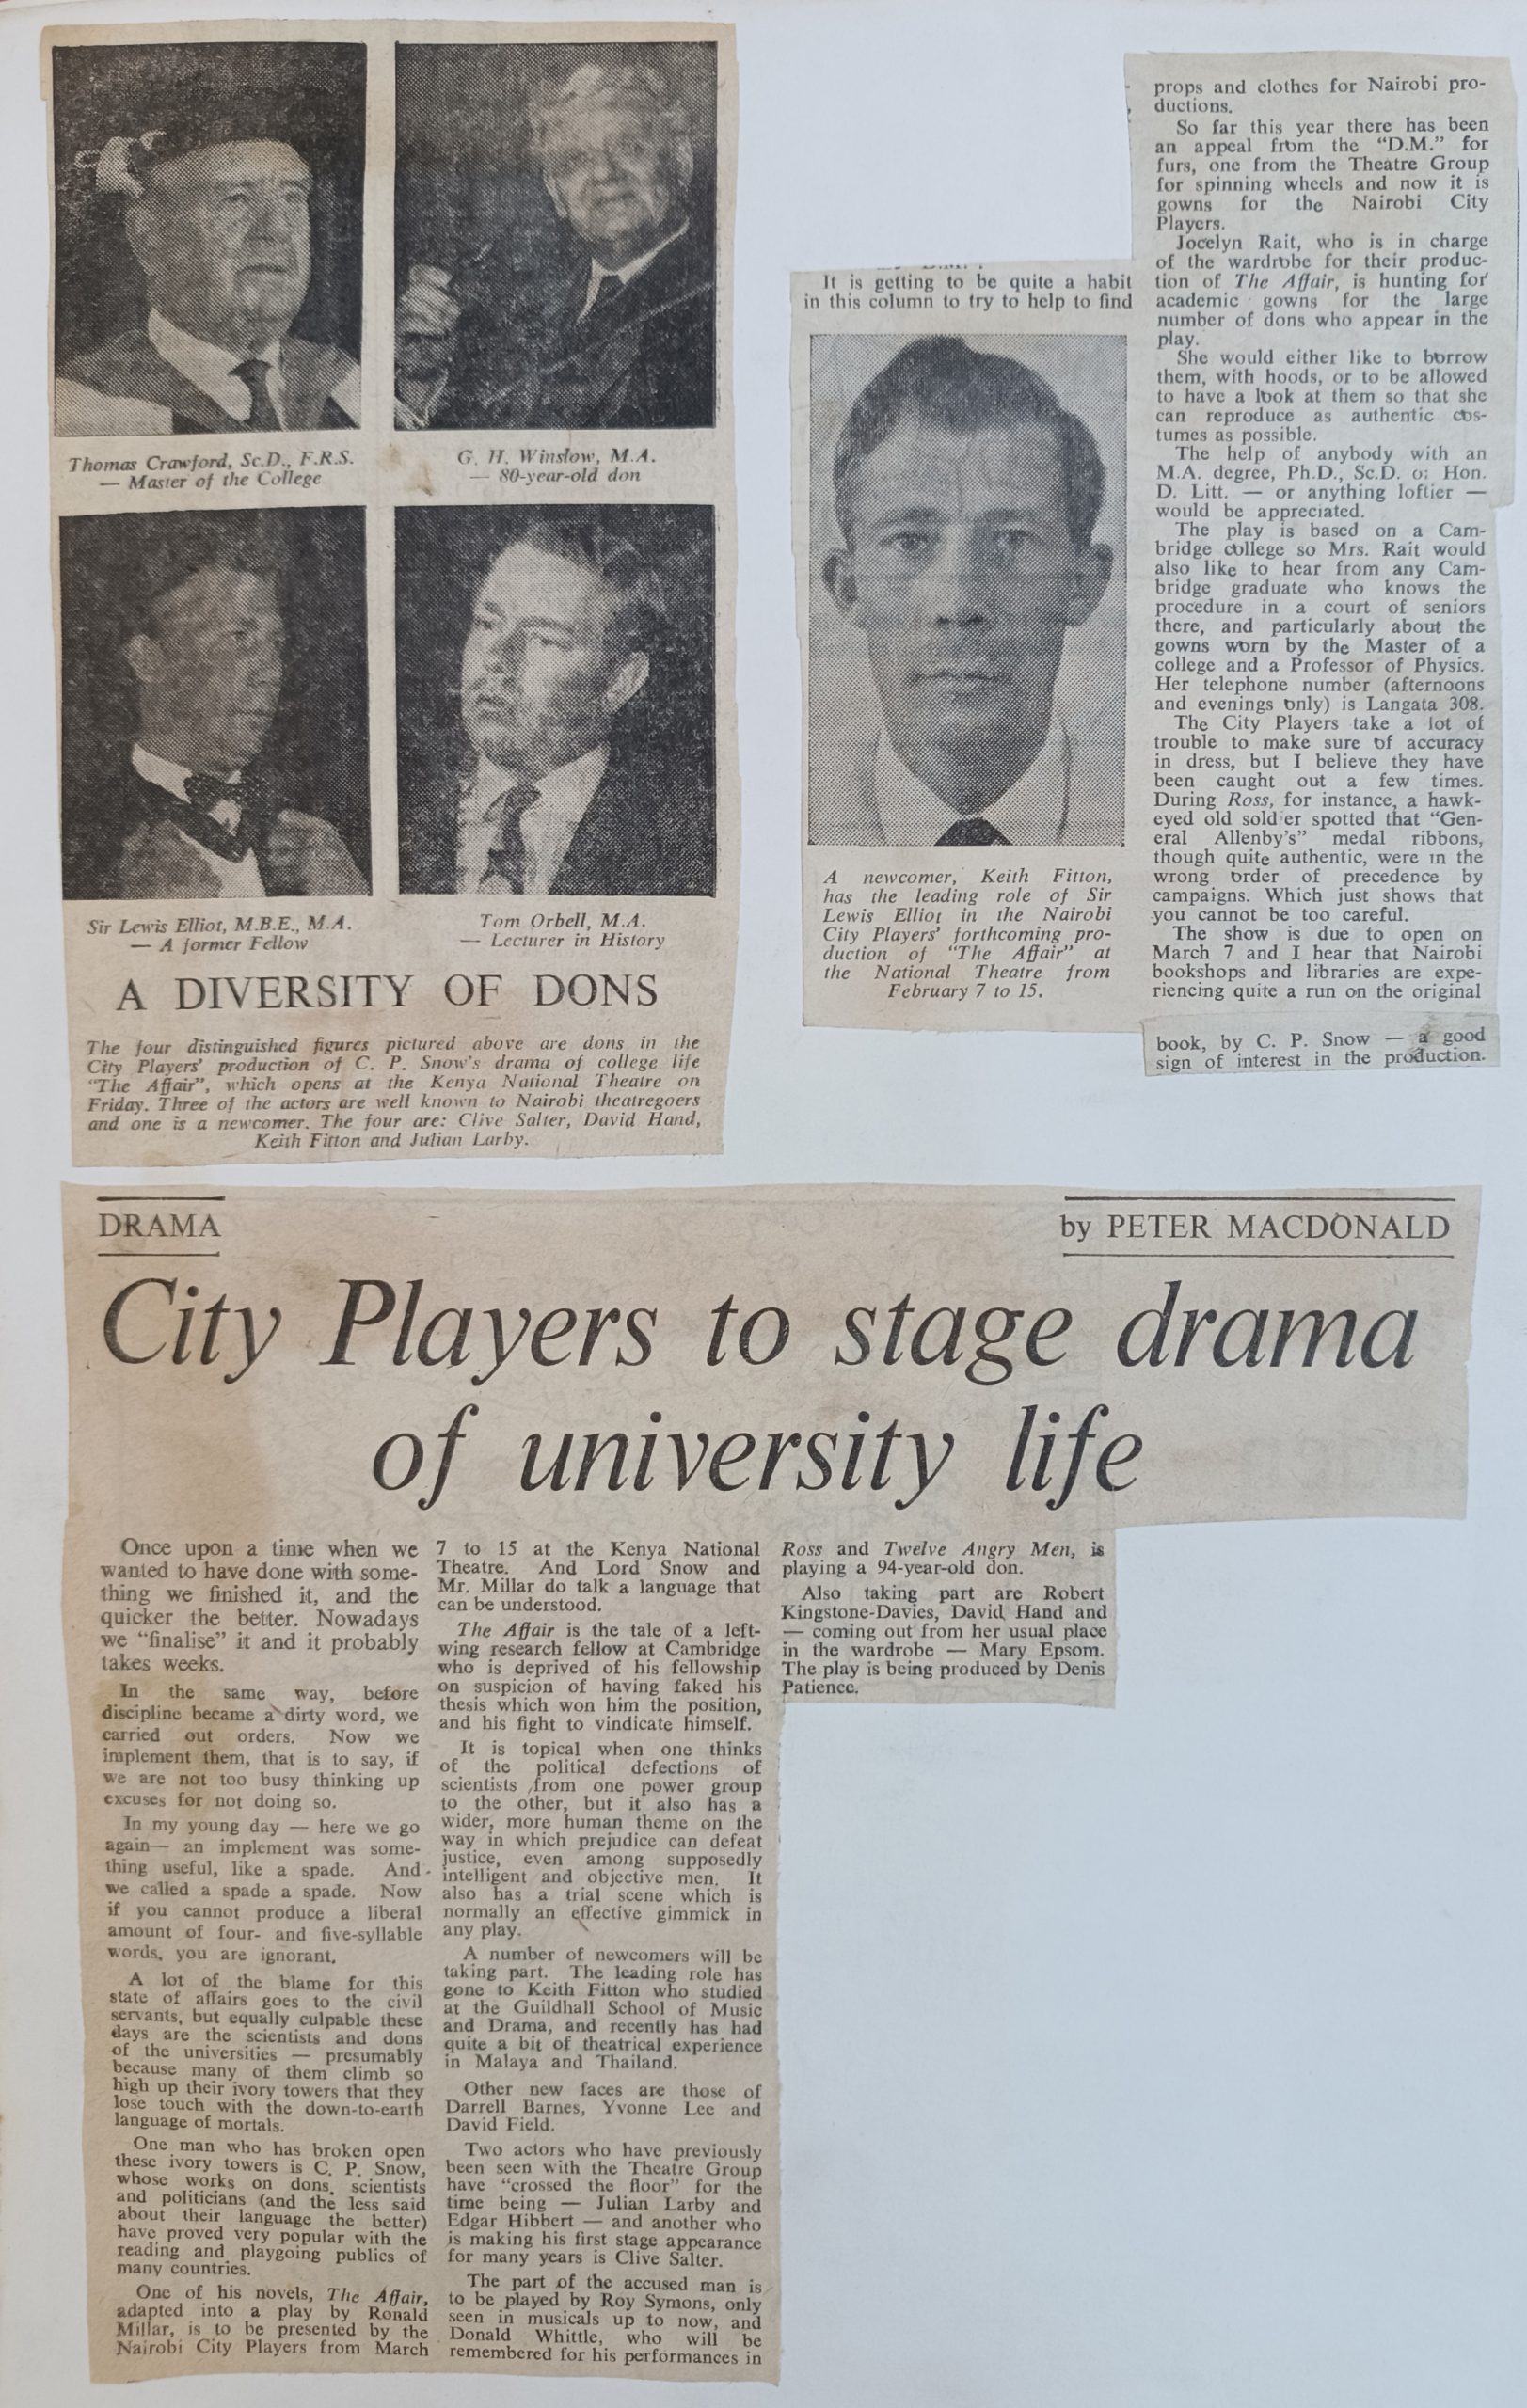 Thomas Crawford, Sc.D., F.R.S.
— Master of the College
G. H. Winslow, M.A.
— 80-year-old don
Sir Lewis Elliot, M.B.E., M.A.
— A former Fellow
Tom Orbell, M.A.
— Lecturer in History
A DIVERSITY OF DONS
The four distinguished figures pictured above are dons in the
City Players' production of C. P. Snow's drama of college life
"The Affair", which opens at the Kenya National Theatre on
Friday. Three of the actors are well known to Nairobi theatregoers
and one is a newcomer. The four are: Clive Salter, David Hand,
Keith Fitton and Julian Larby.
It is getting to be quite a habit
in this column to try to help to find
A newcomer, Keith Fitton,
has the leading role of Sir
Lewis Elliot in the Nairobi
City Players' forthcoming pro-
duction of "The Affair" at
the National Theatre from
February 7 to 15.
props and clothes for Nairobi pro-
ductions.
So far this year there has been
an appeal from the "D.M." for
furs, one from the Theatre Group
for spinning wheels and now it is
gowns for the Nairobi City
Players.
Jocelyn Rait, who is in charge
of the wardrobe for their produc-
tion of The Affair, is hunting for
academic gowns for the large
number of dons who appear in the
play.
She would either like to borrow
them, with hoods, or to be allowed
to have a look at them so that she
can reproduce as authentic cos-
tumes as possible.
The help of anybody with an
M.A. degree, Ph.D., Sc.D. or Hon.
D. Litt. — or anything loftier —
would be appreciated.
The play is based on a Cam-
bridge college so Mrs. Rait would
also like to hear from any Cam-
bridge graduate who knows the
procedure in a court of seniors
there, and particularly about the
gowns worn by the Master of a
college and a Professor of Physics.
Her telephone number (afternoons
and evenings only) is Langata 308.
The City Players take a lot of
trouble to make sure of accuracy
in dress, but I believe they have
been caught out a few times.
During Ross, for instance, a hawk-
eyed old soldier spotted that "Gen-
eral Allenby's" medal ribbons,
though quite authentic, were in the
wrong order of precedence by
campaigns. Which just shows that
you cannot be too careful.
The show is due to open on
March 7 and I hear that Nairobi
bookshops and libraries are expe-
riencing quite a run on the original
book, by C. P. Snow — a good
sign of interest in the production.
DRAMA
by PETER MACDONALD
City Players to stage drama
of university life
Once upon a time when we
wanted to have done with some-
thing we finished it, and the
quicker the better. Nowadays
we "finalise" it and it probably
takes weeks.
In the same way, before
discipline became a dirty word, we
carried out orders. Now we
implement them, that is to say, if
we are not too busy thinking up
excuses for not doing so.
In my young day — here we go
again— an implement was some-
thing useful, like a spade. And
we called a spade a spade. Now
if you cannot produce a liberal
amount of four- and five-syllable
words, you are ignorant.
A lot of the blame for this
state of affairs goes to the civil
servants, but equally culpable these
days are the scientists and dons
of the universities — presumably
because many of them climb so
high up their ivory towers that they
lose touch with the down-to-earth
language of mortals.
One man who has broken open
these ivory towers is C. P. Snow,
whose works on dons, scientists
and politicians (and the less said
about their language the better)
have proved very popular with the
reading and playgoing publics of
many countries.
One of his novels, The Affair,
adapted into a play by Ronald
Millar, is to be presented by the
Nairobi City Players from March
7 to 15 at the Kenya National
Theatre. And Lord Snow and
Mr. Millar do talk a language that
can be understood.
The Affair is the tale of a left-
wing research fellow at Cambridge
who is deprived of his fellowship
on suspicion of having faked his
thesis which won him the position,
and his fight to vindicate himself.
It is topical when one thinks
of the political defections of
scientists from one power group
to the other, but it also has a
wider, more human theme on the
way in which prejudice can defeat
justice, even among supposedly
intelligent and objective men. It
also has a trial scene which is
normally an effective gimmick in
any play.
A number of newcomers will be
taking part. The leading role has
gone to Keith Fitton who studied
at the Guildhall School of Music
and Drama, and recently has had
quite a bit of theatrical experience
in Malaya and Thailand.
Other new faces are those of
Darrell Barnes, Yvonne Lee and
David Field.
Two actors who have previously
been seen with the Theatre Group
have "crossed the floor" for the
time being — Julian Larby and
Edgar Hibbert — and another who
is making his first stage appearance
for many years is Clive Salter.
The part of the accused man is
to be played by Roy Symons, only
seen in musicals up to now, and
Donald Whittle, who will be
remembered for his performances in
Ross and Twelve Angry Men, is
playing a 94-year-old don.
Also taking part are Robert
Kingstone-Davies, David Hand and
— coming out from her usual place
in the wardrobe — Mary Epsom.
The play is being produced by Denis
Patience.